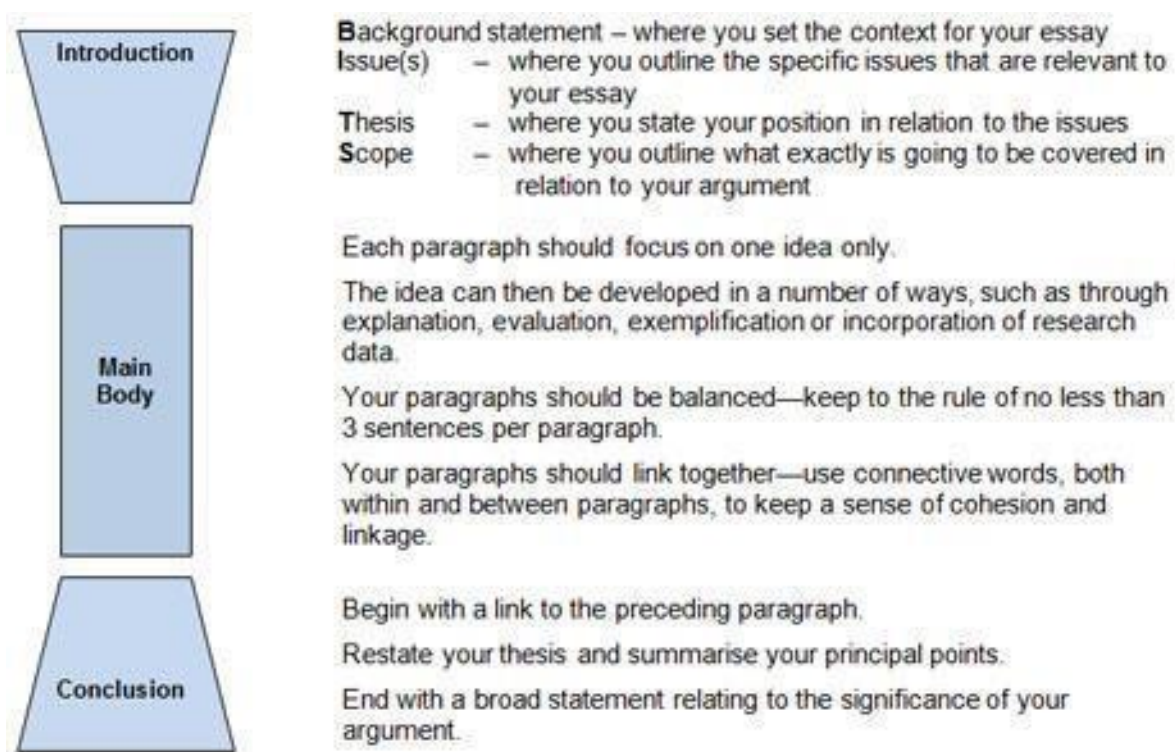 Introduction
Background statement – where you set the context for your essay
Issue(s) – where you outline the specific issues that are relevant to
your essay
Thesis – where you state your position in relation to the issues
Scope – where you outline what exactly is going to be covered in
relation to your argument
Main
Body
Each paragraph should focus on one idea only.
The idea can then be developed in a number of ways, such as through
explanation, evaluation, exemplification or incorporation of research
data.
Your paragraphs should be balanced—keep to the rule of no less than
3 sentences per paragraph.
Your paragraphs should link together—use connective words, both
within and between paragraphs, to keep a sense of cohesion and
linkage.
Conclusion
Begin with a link to the preceding paragraph.
Restate your thesis and summarise your principal points.
End with a broad statement relating to the significance of your
argument.